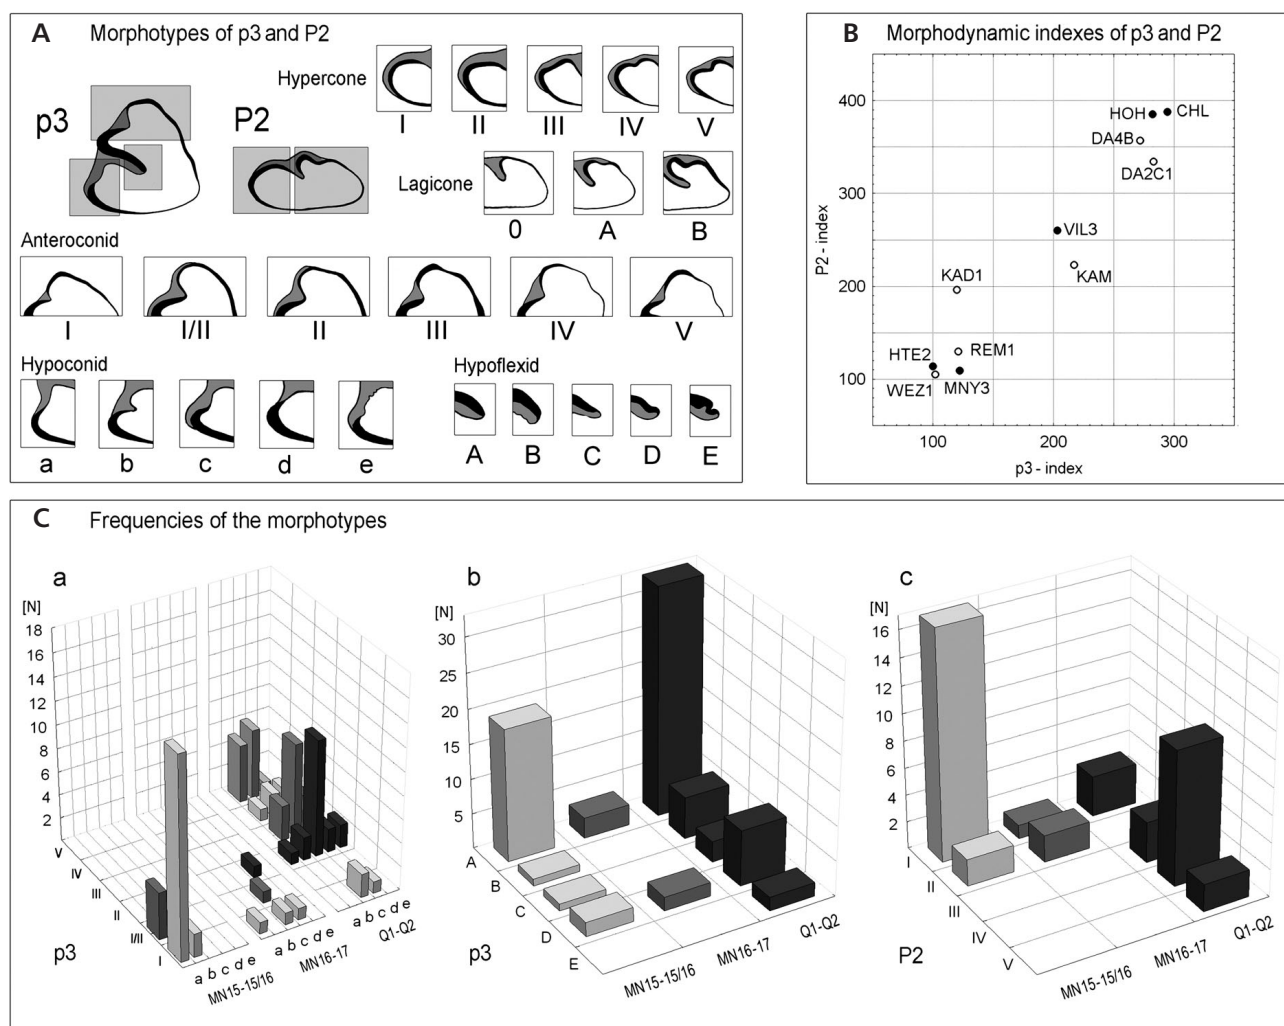 A Morphotypes of p3 and P2
p3
P2
Hypercone
I II III IV V
Lagicone
0 A B
Anteroconid
I I/II II III IV V
Hypoconid
a b c d e
Hypoflexid
A B C D E
B Morphodynamic indexes of p3 and P2
P2 - index
400
300
200
100
HOH
CHL
DA4B
DA2C1
VIL3
KAM
KAD1
HTE2
REM1
WEZ1
MNY3
100 200 300
p3 - index
C Frequencies of the morphotypes
a
[N]
18
16
14
12
10
8
6
4
2
V
IV
III
II
I/II
I
a b c d e
a b c d e
a b c d e
MN15-15/16
MN16-17
Q1-Q2
p3
b
[N]
30
25
20
15
10
5
A
B
C
D
E
MN15-15/16
MN16-17
Q1-Q2
p3
c
[N]
16
14
12
10
8
6
4
2
I
II
III
IV
V
MN15-15/16
MN16-17
Q1-Q2
P2